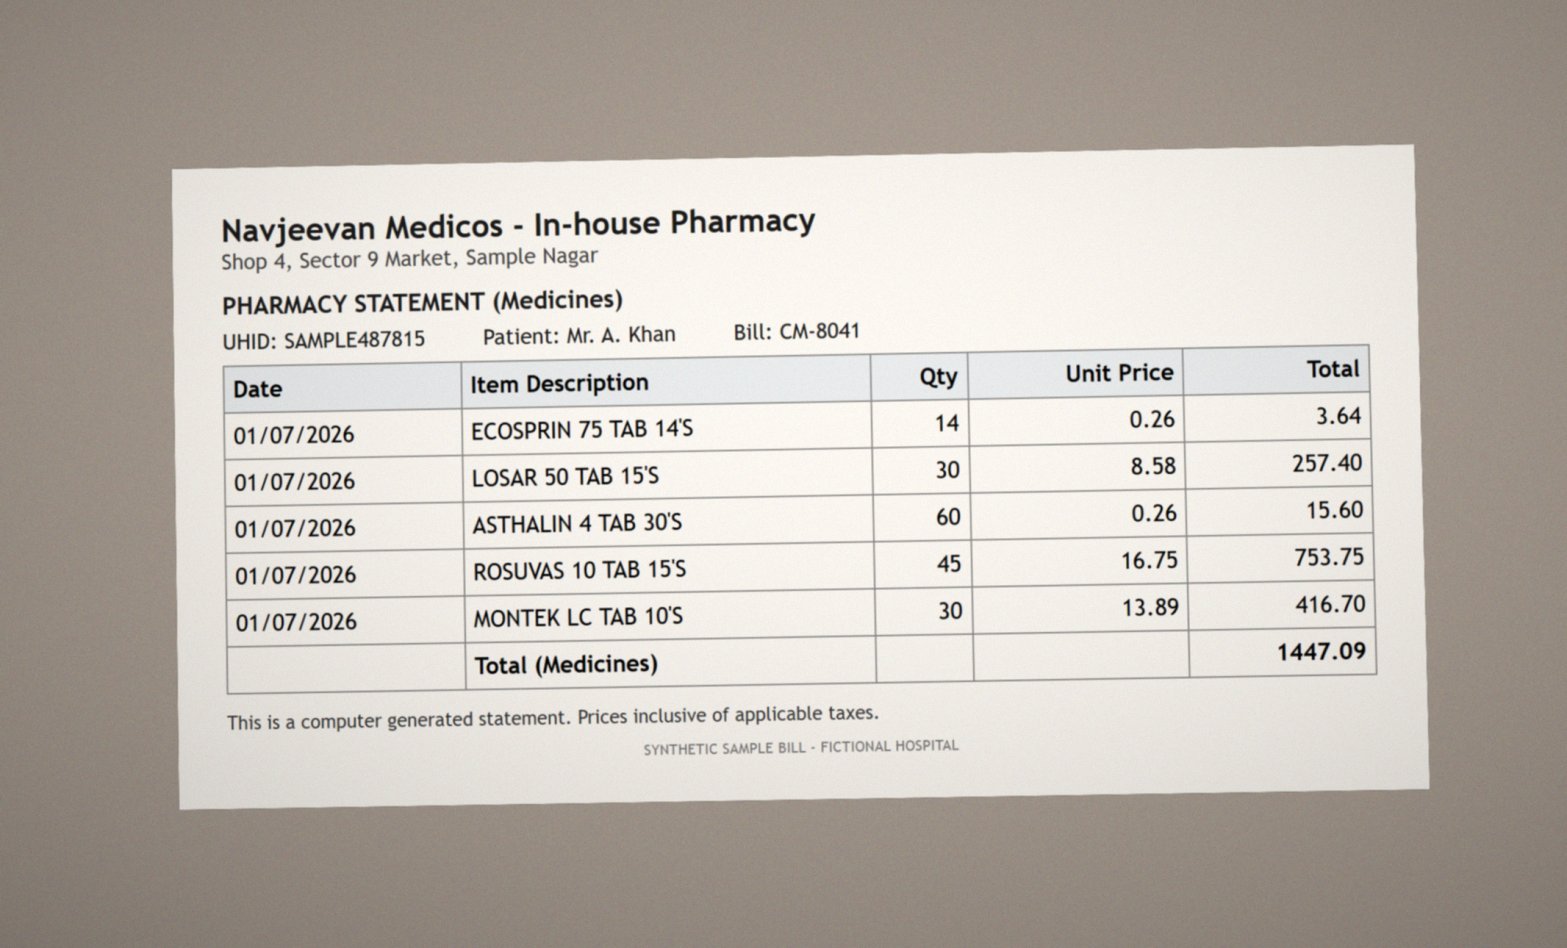 Navjeevan Medicos - In-house Pharmacy
Shop 4, Sector 9 Market, Sample Nagar
PHARMACY STATEMENT (Medicines)
UHID: SAMPLE487815 Patient: Mr. A. Khan Bill: CM-8041
Date Item Description Qty Unit Price Total
01/07/2026 ECOSPRIN 75 TAB 14'S 14 0.26 3.64
01/07/2026 LOSAR 50 TAB 15'S 30 8.58 257.40
01/07/2026 ASTHALIN 4 TAB 30'S 60 0.26 15.60
01/07/2026 ROSUVAS 10 TAB 15'S 45 16.75 753.75
01/07/2026 MONTEK LC TAB 10'S 30 13.89 416.70
Total (Medicines) 1447.09
This is a computer generated statement. Prices inclusive of applicable taxes.
SYNTHETIC SAMPLE BILL - FICTIONAL HOSPITAL